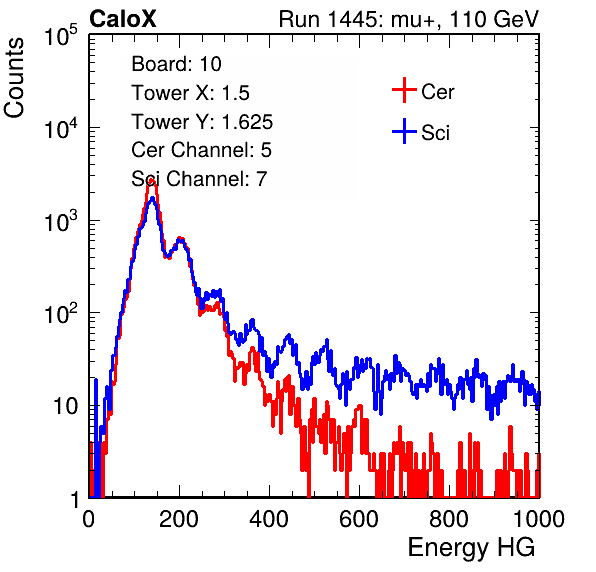 CaloX Run 1445: mu+, 110 GeV
Counts
Board: 10
Tower X: 1.5
Tower Y: 1.625
Cer Channel: 5
Sci Channel: 7
Cer
Sci
10^5
10^4
10^3
10^2
10
1
0 200 400 600 800 1000
Energy HG